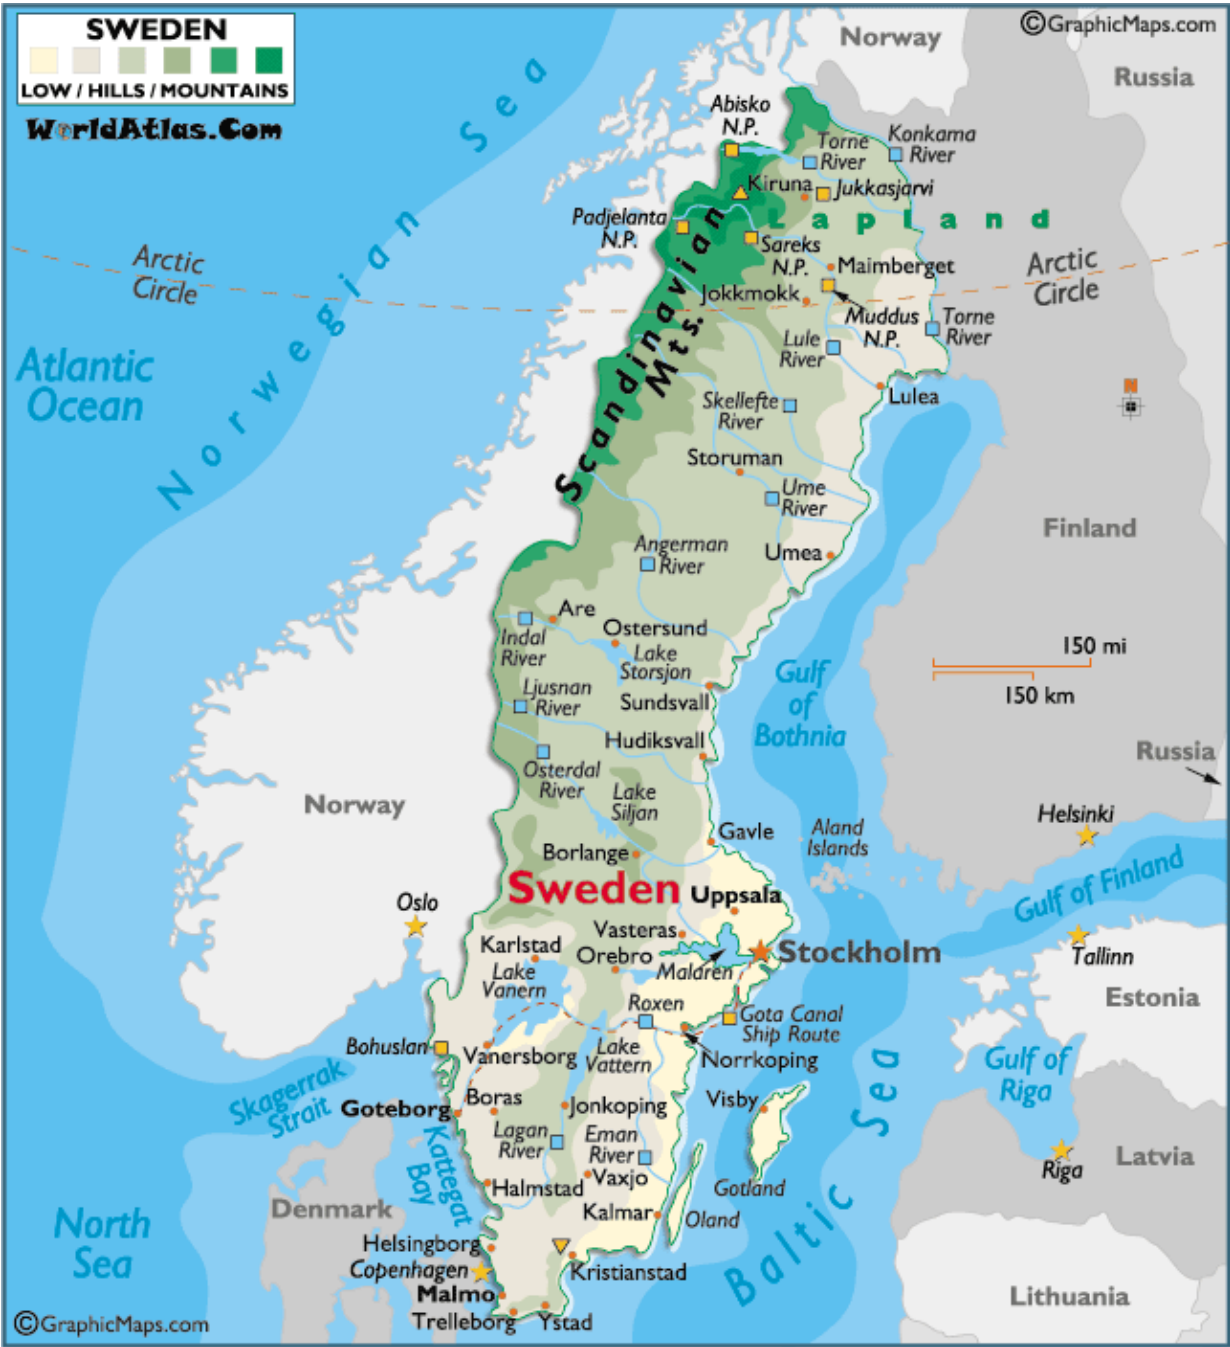 SWEDEN
LOW / HILLS / MOUNTAINS
WorldAtlas.Com
©GraphicMaps.com
Norway
Russia
Abisko
N.P.
Torne
River
Konkama
River
Kiruna
Jukkasjarvi
Padjelanta
N.P.
Lapland
Sareks
N.P.
Maimberget
Arctic
Circle
Arctic
Circle
Jokkmokk
Muddus
N.P.
Torne
River
Lule
River
Norwegian Sea
Atlantic
Ocean
Scandinavian
Mts.
Lulea
Skellefte
River
Storuman
Ume
River
Finland
Angerman
River
Umea
Are
Indal
River
Ostersund
Lake
Storsjon
150 mi
150 km
Gulf
of
Bothnia
Ljusnan
River
Sundsvall
Hudiksvall
Russia
Osterdal
River
Lake
Siljan
Norway
Helsinki
Gavle
Aland
Islands
Borlange
Gulf of Finland
Sweden
Uppsala
Oslo
Vasteras
Karlstad
Orebro
Stockholm
Tallinn
Malaren
Lake
Vanern
Estonia
Roxen
Gota Canal
Ship Route
Bohuslan
Vanersborg
Lake
Vattern
Norrkoping
Gulf of
Riga
Skagerrak
Strait
Goteborg
Boras
Jonkoping
Visby
Baltic Sea
Lagan
River
Eman
River
Kattegat
Bay
Latvia
Riga
Vaxjo
Halmstad
Gotland
Denmark
Kalmar
Oland
North
Sea
Helsingborg
Copenhagen
Kristianstad
Malmo
Lithuania
Trelleborg
Ystad
©GraphicMaps.com